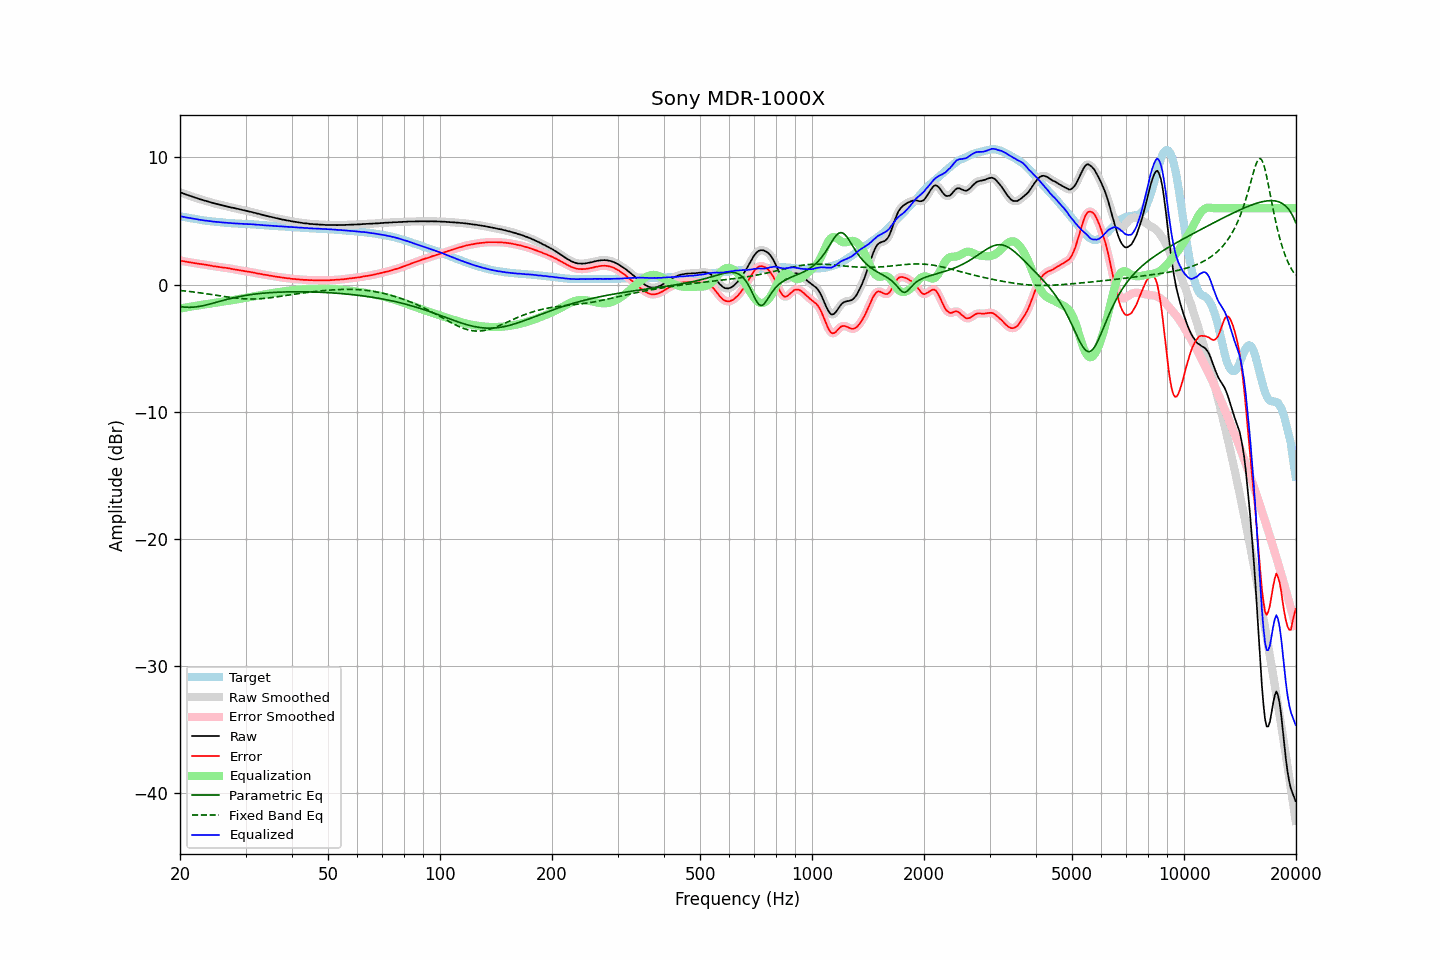 Sony MDR-1000X
Amplitude (dBr)
10
0
−10
−20
−30
−40
Target
Raw Smoothed
Error Smoothed
Raw
Error
Equalization
Parametric Eq
Fixed Band Eq
Equalized
20 50 100 200 500 1000 2000 5000 10000 20000
Frequency (Hz)